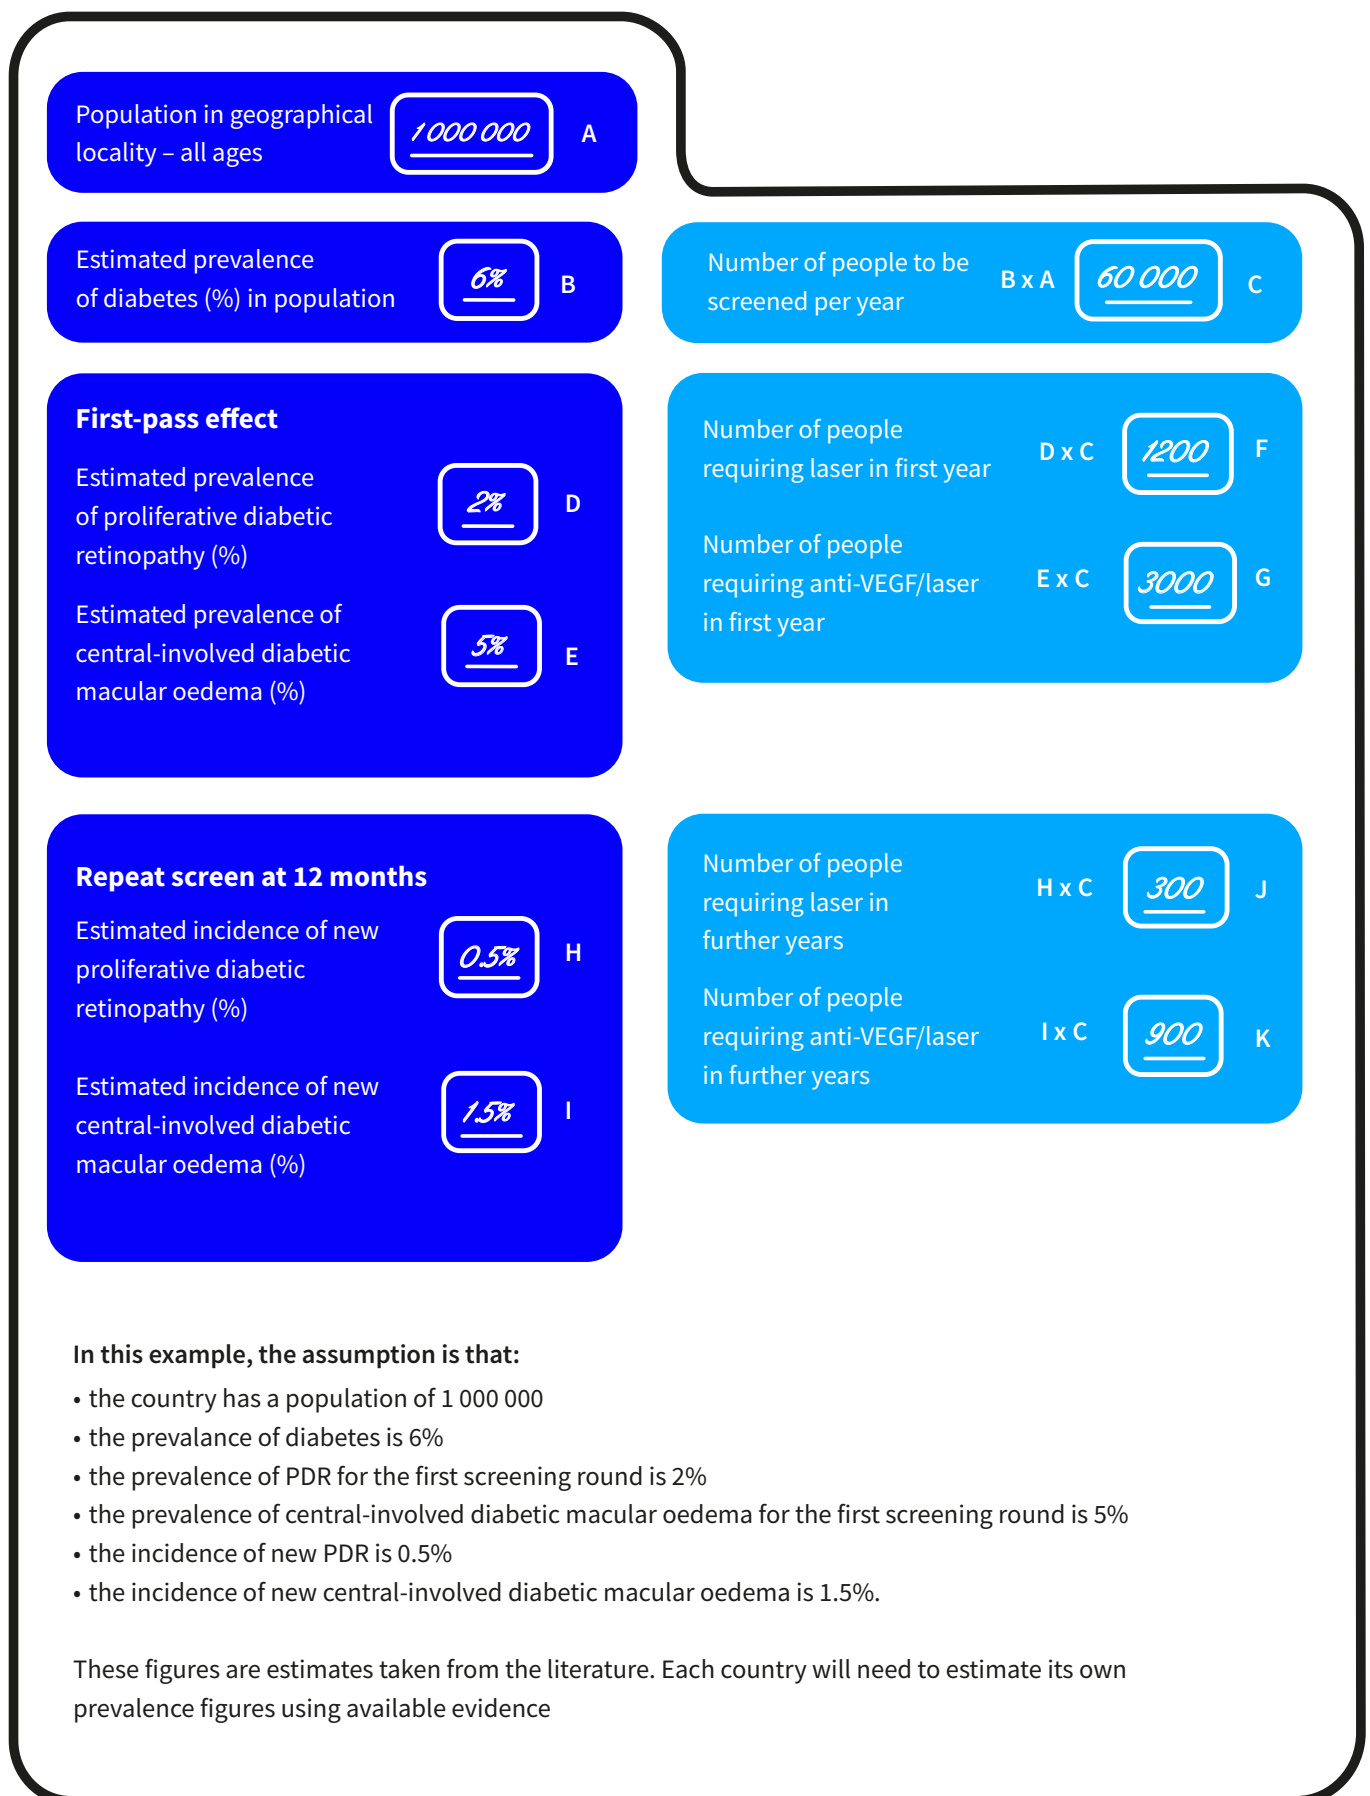 Population in geographical
locality – all ages
1 000 000
A
Estimated prevalence
of diabetes (%) in population
6%
B
Number of people to be
screened per year
B x A
60 000
C
First-pass effect
Estimated prevalence
of proliferative diabetic
retinopathy (%)
2%
D
Estimated prevalence of
central-involved diabetic
macular oedema (%)
5%
E
Number of people
requiring laser in first year
D x C
1200
F
Number of people
requiring anti-VEGF/laser
in first year
E x C
3000
G
Repeat screen at 12 months
Estimated incidence of new
proliferative diabetic
retinopathy (%)
0.5%
H
Estimated incidence of new
central-involved diabetic
macular oedema (%)
1.5%
I
Number of people
requiring laser in
further years
H x C
300
J
Number of people
requiring anti-VEGF/laser
in further years
I x C
900
K
In this example, the assumption is that:
• the country has a population of 1 000 000
• the prevalance of diabetes is 6%
• the prevalence of PDR for the first screening round is 2%
• the prevalence of central-involved diabetic macular oedema for the first screening round is 5%
• the incidence of new PDR is 0.5%
• the incidence of new central-involved diabetic macular oedema is 1.5%.
These figures are estimates taken from the literature. Each country will need to estimate its own
prevalence figures using available evidence